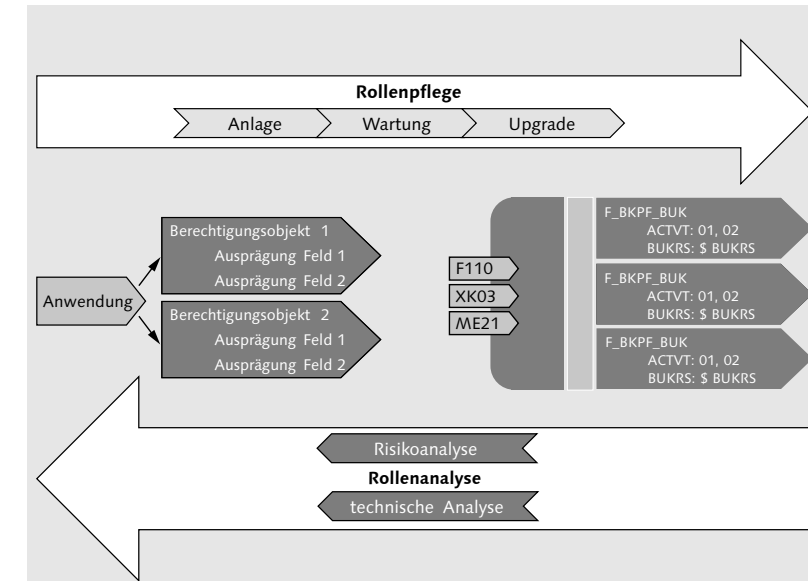 Rollenpflege
Anlage
Wartung
Upgrade
Anwendung
Berechtigungsobjekt 1
Ausprägung Feld 1
Ausprägung Feld 2
Berechtigungsobjekt 2
Ausprägung Feld 1
Ausprägung Feld 2
F110
XK03
ME21
F_BKPF_BUK
ACTVT: 01, 02
BUKRS: $ BUKRS
F_BKPF_BUK
ACTVT: 01, 02
BUKRS: $ BUKRS
F_BKPF_BUK
ACTVT: 01, 02
BUKRS: $ BUKRS
Risikoanalyse
Rollenanalyse
technische Analyse